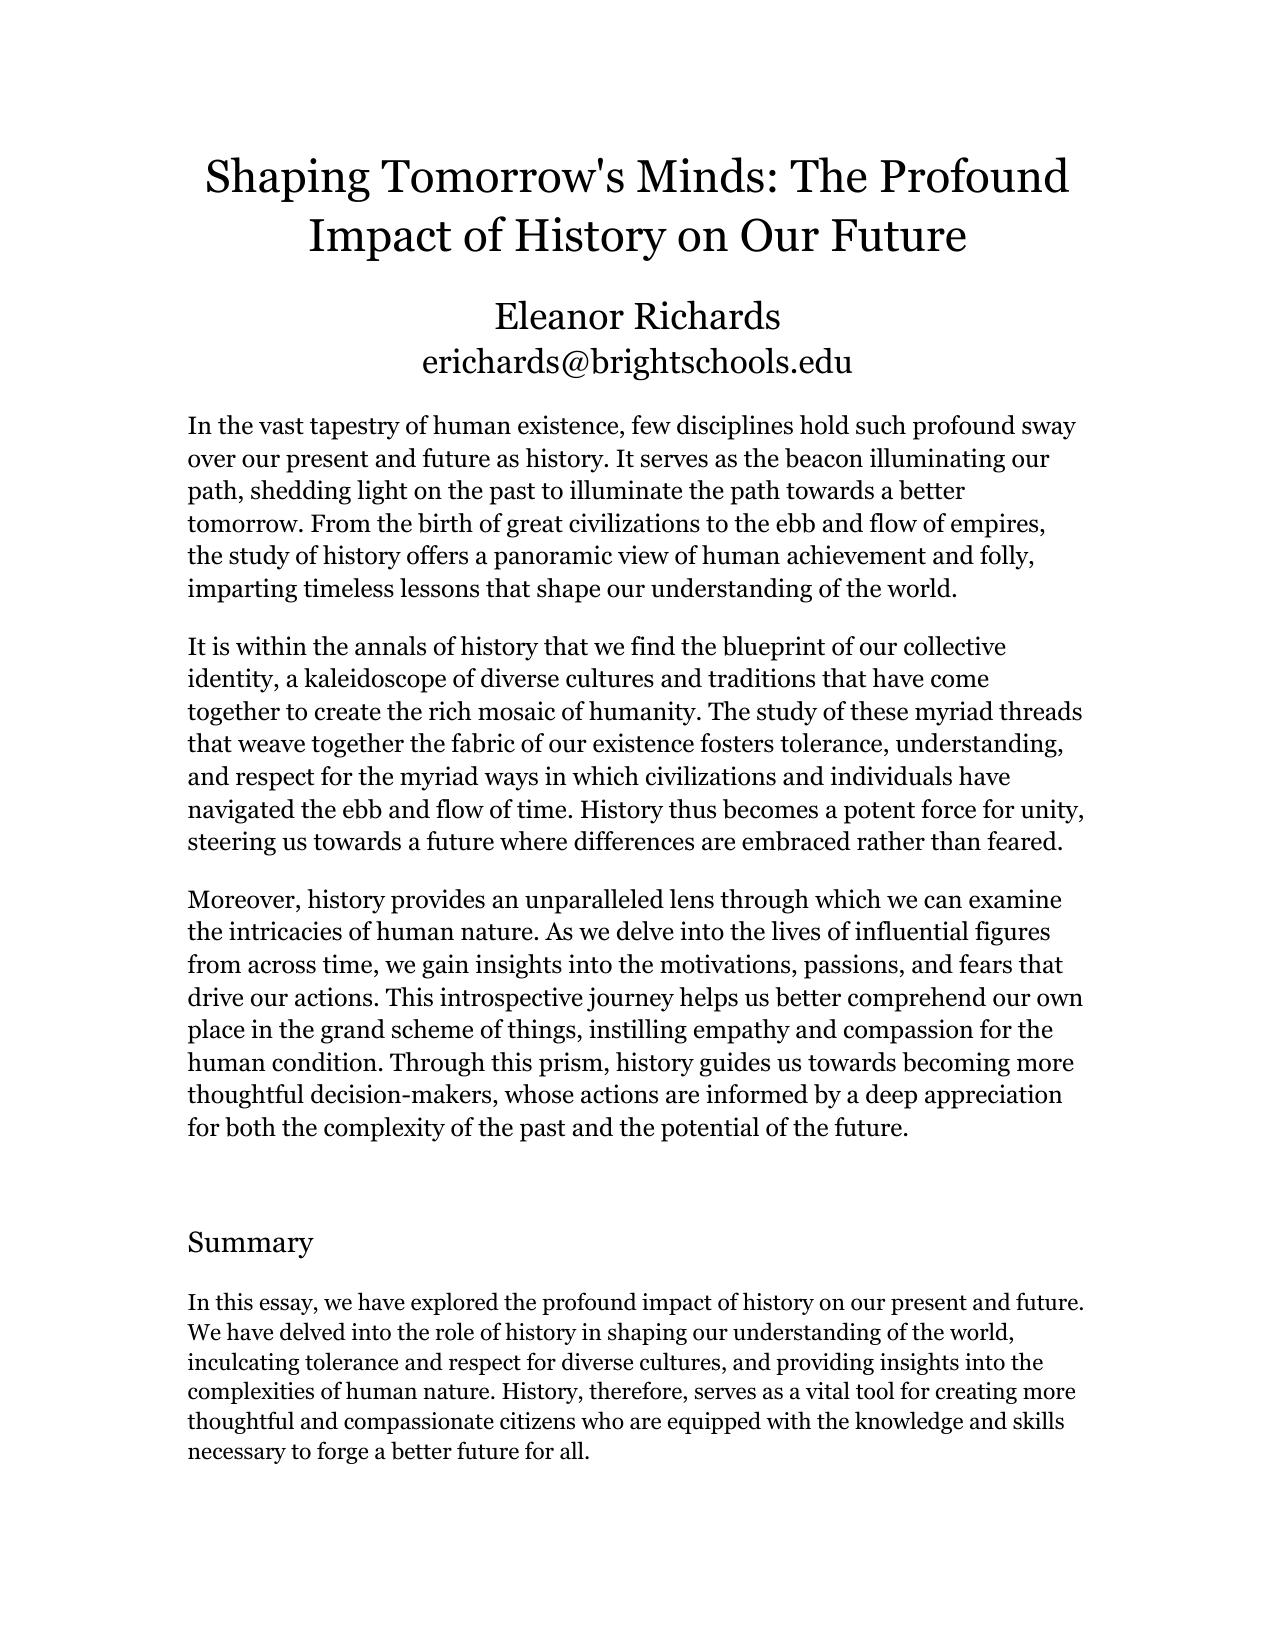 Shaping Tomorrow's Minds: The Profound
Impact of History on Our Future
Eleanor Richards
erichards@brightschools.edu
In the vast tapestry of human existence, few disciplines hold such profound sway
over our present and future as history. It serves as the beacon illuminating our
path, shedding light on the past to illuminate the path towards a better
tomorrow. From the birth of great civilizations to the ebb and flow of empires,
the study of history offers a panoramic view of human achievement and folly,
imparting timeless lessons that shape our understanding of the world.
It is within the annals of history that we find the blueprint of our collective
identity, a kaleidoscope of diverse cultures and traditions that have come
together to create the rich mosaic of humanity. The study of these myriad threads
that weave together the fabric of our existence fosters tolerance, understanding,
and respect for the myriad ways in which civilizations and individuals have
navigated the ebb and flow of time. History thus becomes a potent force for unity,
steering us towards a future where differences are embraced rather than feared.
Moreover, history provides an unparalleled lens through which we can examine
the intricacies of human nature. As we delve into the lives of influential figures
from across time, we gain insights into the motivations, passions, and fears that
drive our actions. This introspective journey helps us better comprehend our own
place in the grand scheme of things, instilling empathy and compassion for the
human condition. Through this prism, history guides us towards becoming more
thoughtful decision-makers, whose actions are informed by a deep appreciation
for both the complexity of the past and the potential of the future.
Summary
In this essay, we have explored the profound impact of history on our present and future.
We have delved into the role of history in shaping our understanding of the world,
inculcating tolerance and respect for diverse cultures, and providing insights into the
complexities of human nature. History, therefore, serves as a vital tool for creating more
thoughtful and compassionate citizens who are equipped with the knowledge and skills
necessary to forge a better future for all.